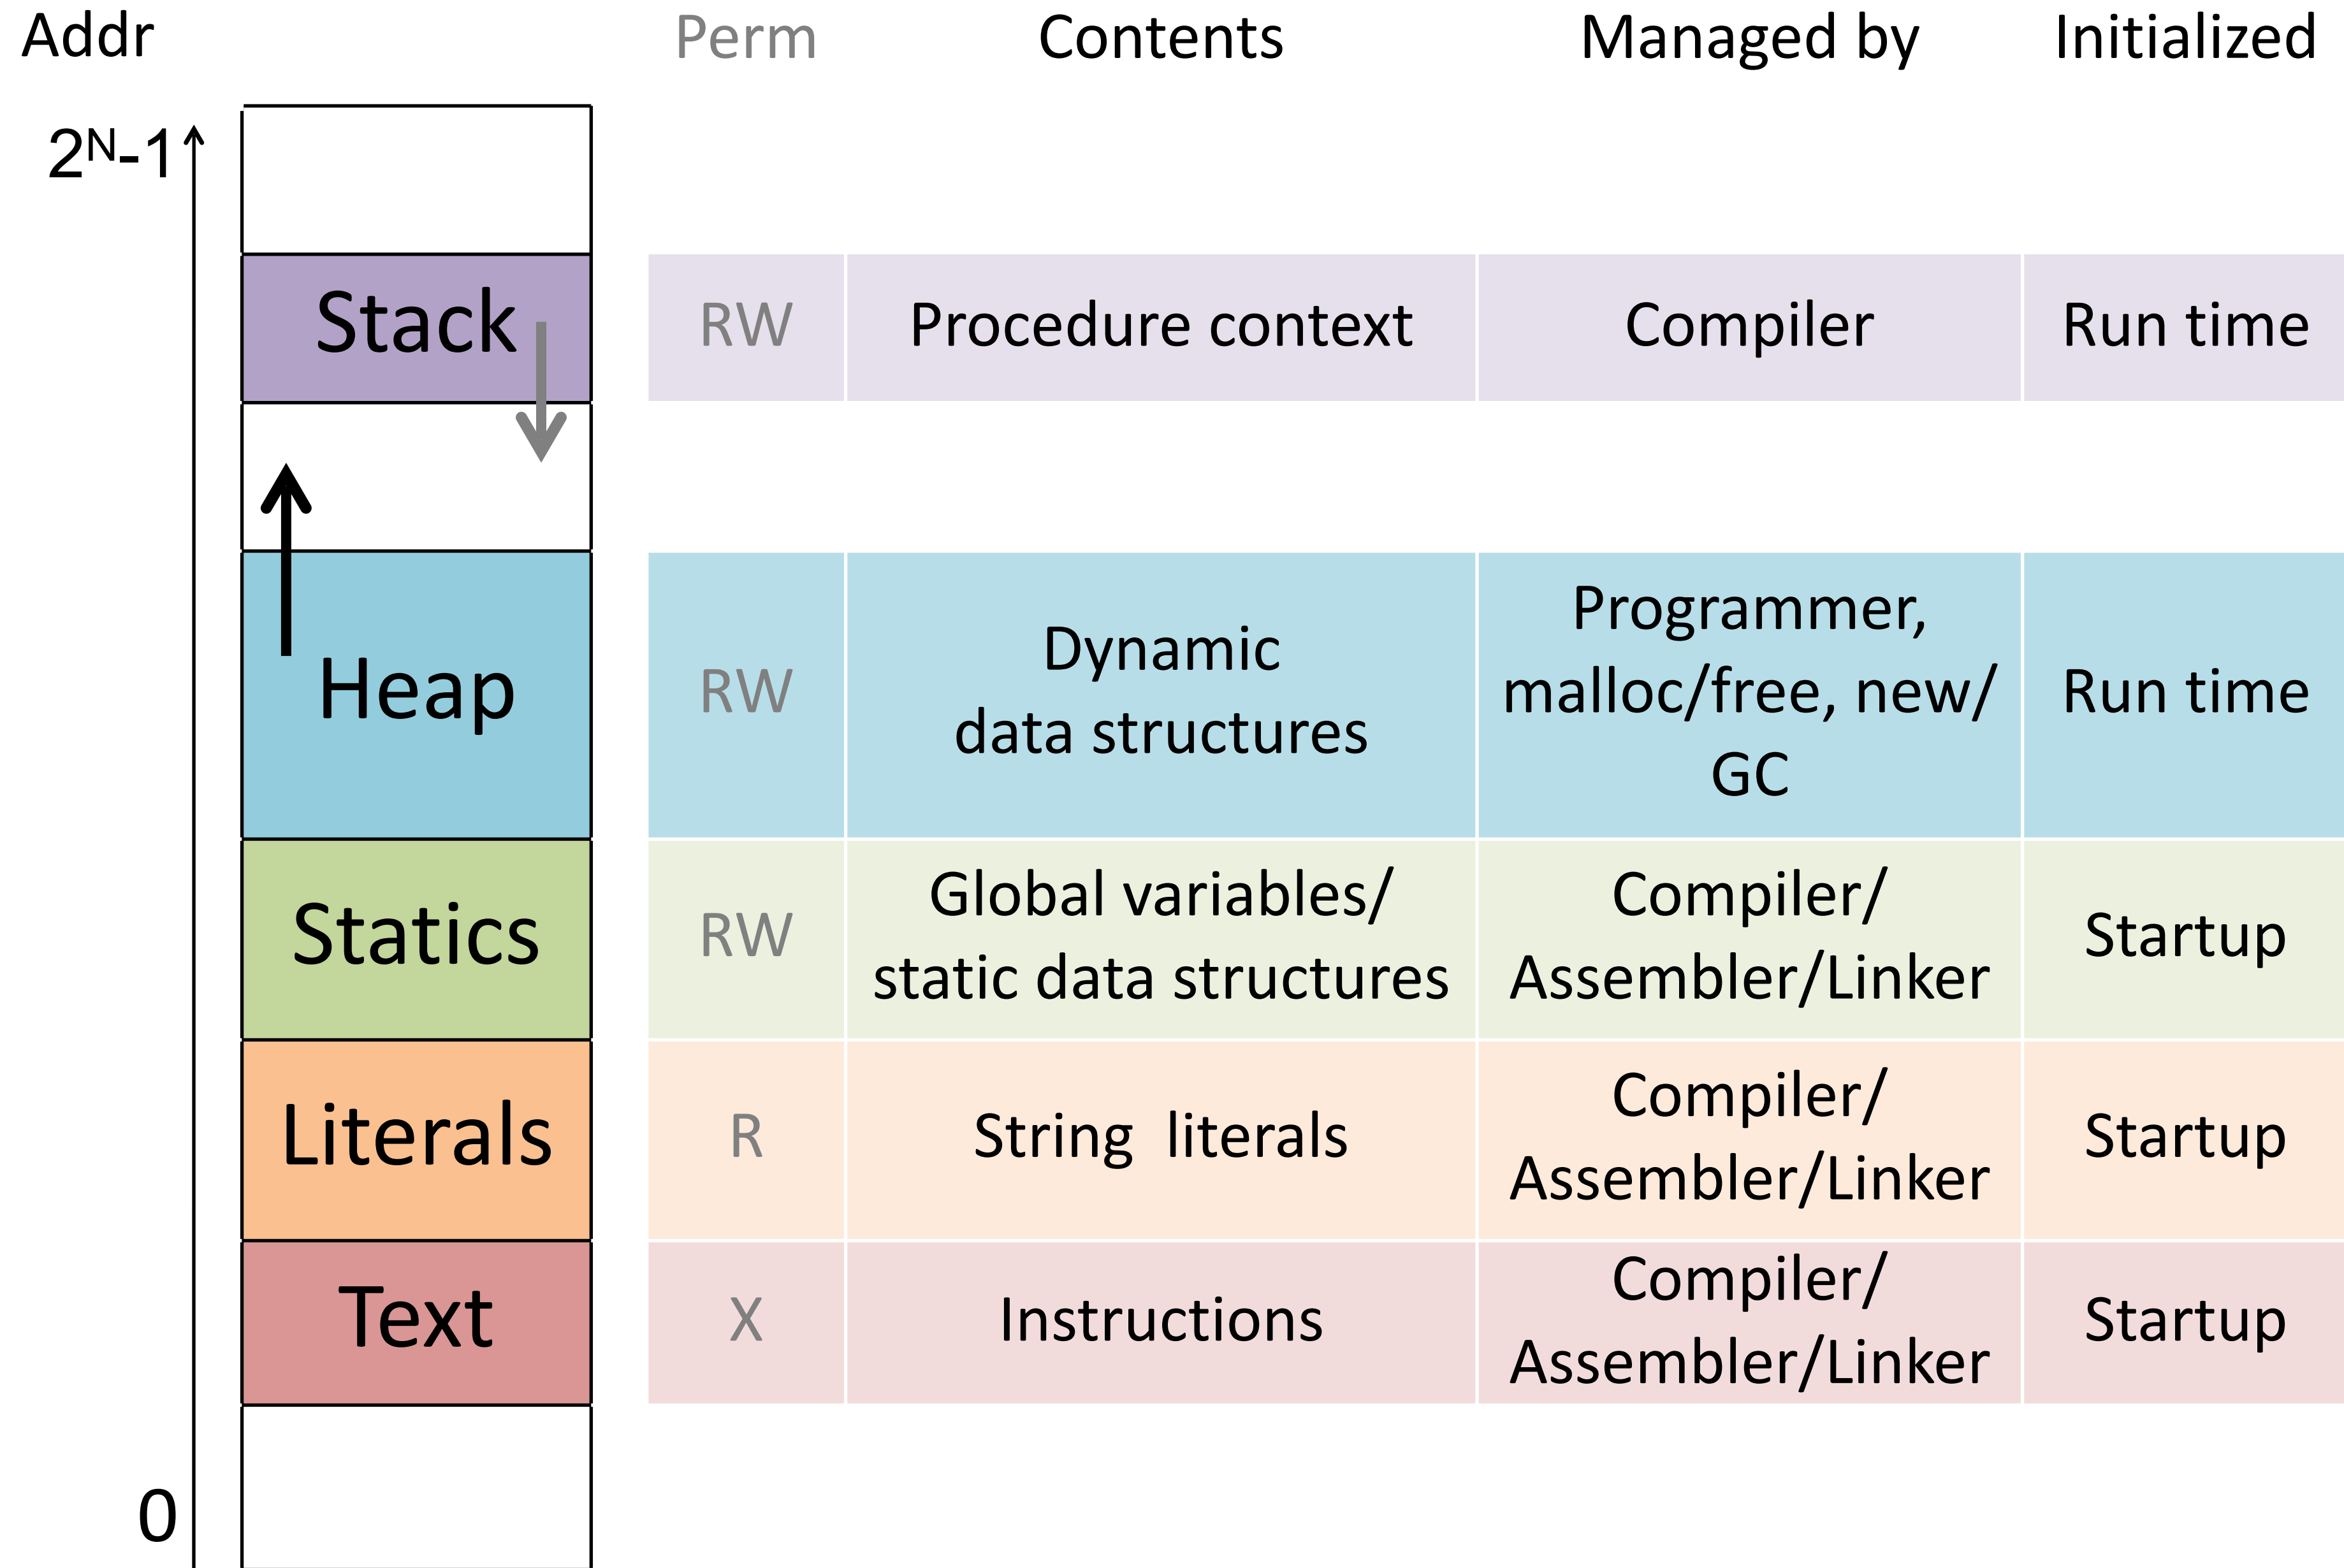 Addr Perm Contents Managed by Initialized
2ᴺ-1
Stack RW Procedure context Compiler Run time
Heap RW Dynamic
data structures Programmer,
malloc/free, new/
GC Run time
Statics RW Global variables/
static data structures Compiler/
Assembler/Linker Startup
Literals R String literals Compiler/
Assembler/Linker Startup
Text X Instructions Compiler/
Assembler/Linker Startup
0